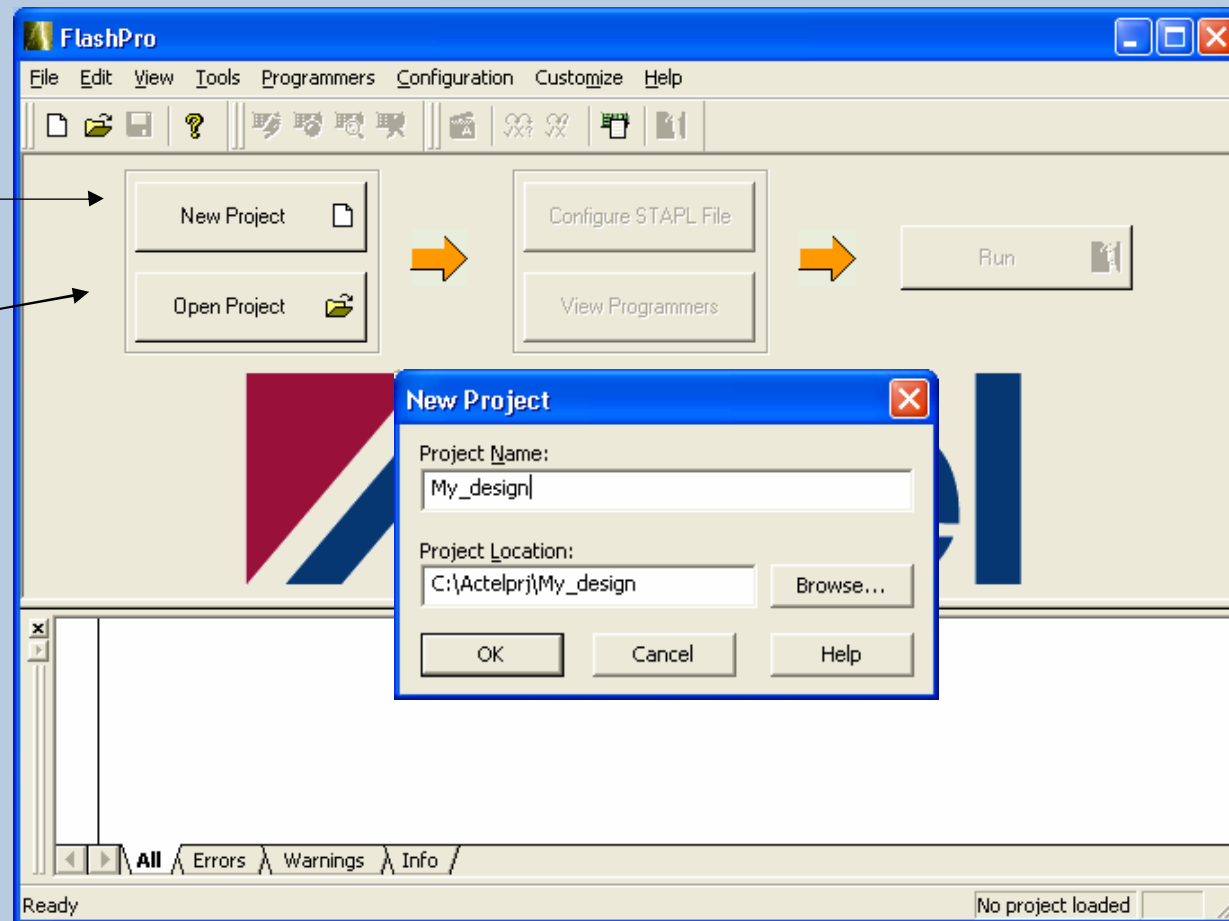 FlashPro
File Edit View Tools Programmers Configuration Customize Help
New Project
Configure STAPL File
Run
Open Project
View Programmers
New Project
Project Name:
My_design
Project Location:
C:\Actelprj\My_design
Browse...
OK Cancel Help
All Errors Warnings Info
Ready
No project loaded